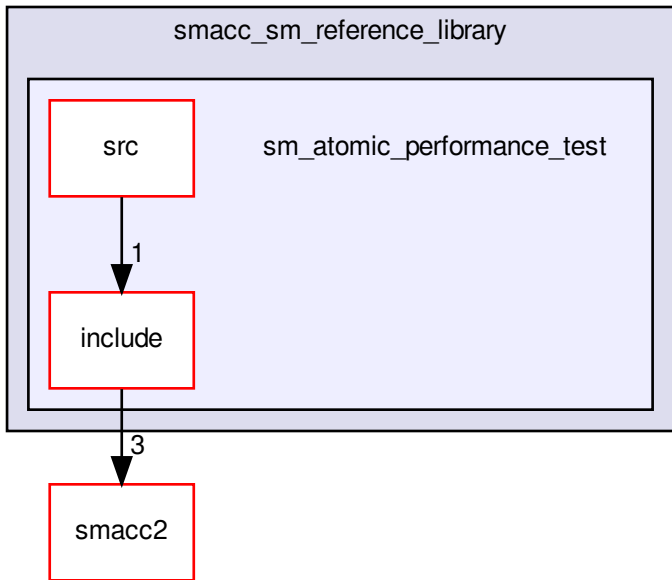 smacc_sm_reference_library
src
sm_atomic_performance_test
1
include
3
smacc2